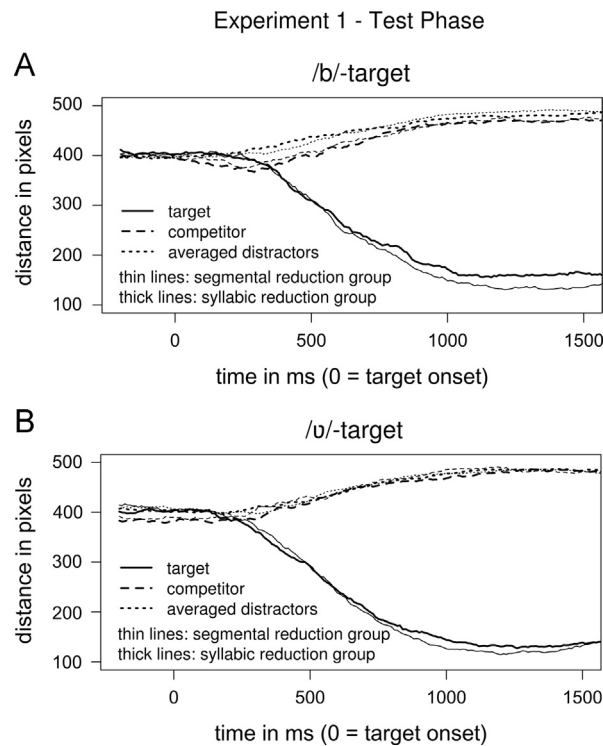 Experiment 1 - Test Phase
A
/b/-target
500
400
300
200
100
distance in pixels
target
competitor
averaged distractors
thin lines: segmental reduction group
thick lines: syllabic reduction group
0 500 1000 1500
time in ms (0 = target onset)
B
/ʋ/-target
500
400
300
200
100
distance in pixels
target
competitor
averaged distractors
thin lines: segmental reduction group
thick lines: syllabic reduction group
0 500 1000 1500
time in ms (0 = target onset)